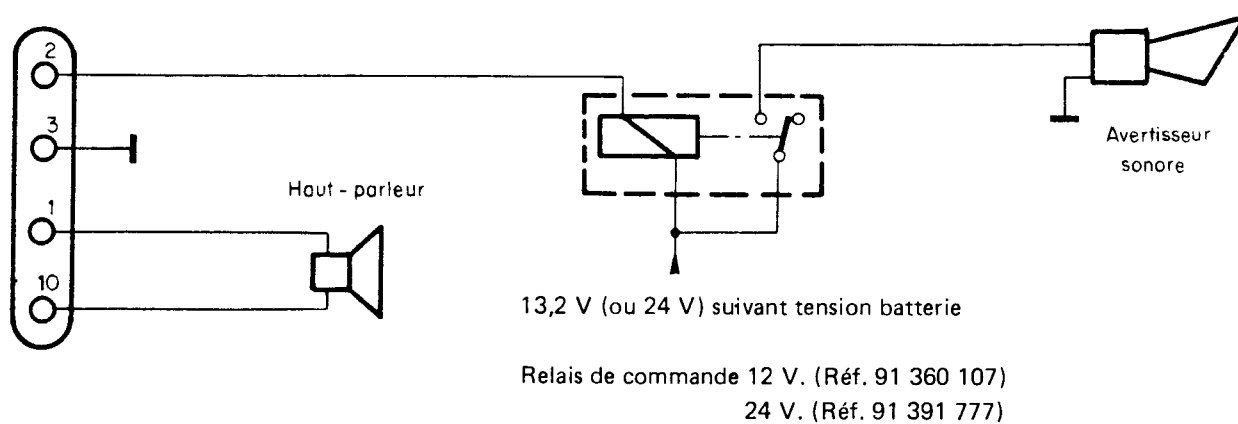 2
3
Haut - parleur
1
10
Avertisseur
sonore
13,2 V (ou 24 V) suivant tension batterie
Relais de commande 12 V. (Réf. 91 360 107)
24 V. (Réf. 91 391 777)